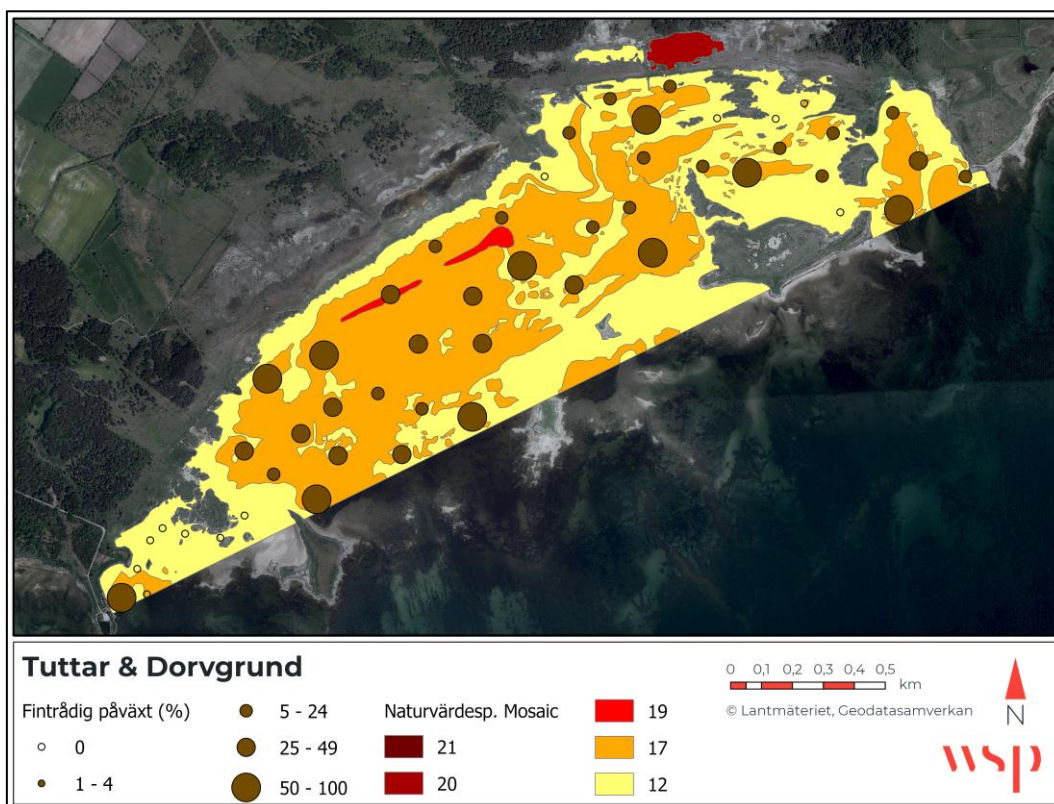 Tuttar & Dorvgrund
Fintrådig påväxt (%)
0
1 - 4
5 - 24
25 - 49
50 - 100
Naturvärdesp. Mosaic
21
20
19
17
12
0 0,1 0,2 0,3 0,4 0,5
km
© Lantmäteriet, Geodatasamverkan
N
wsp